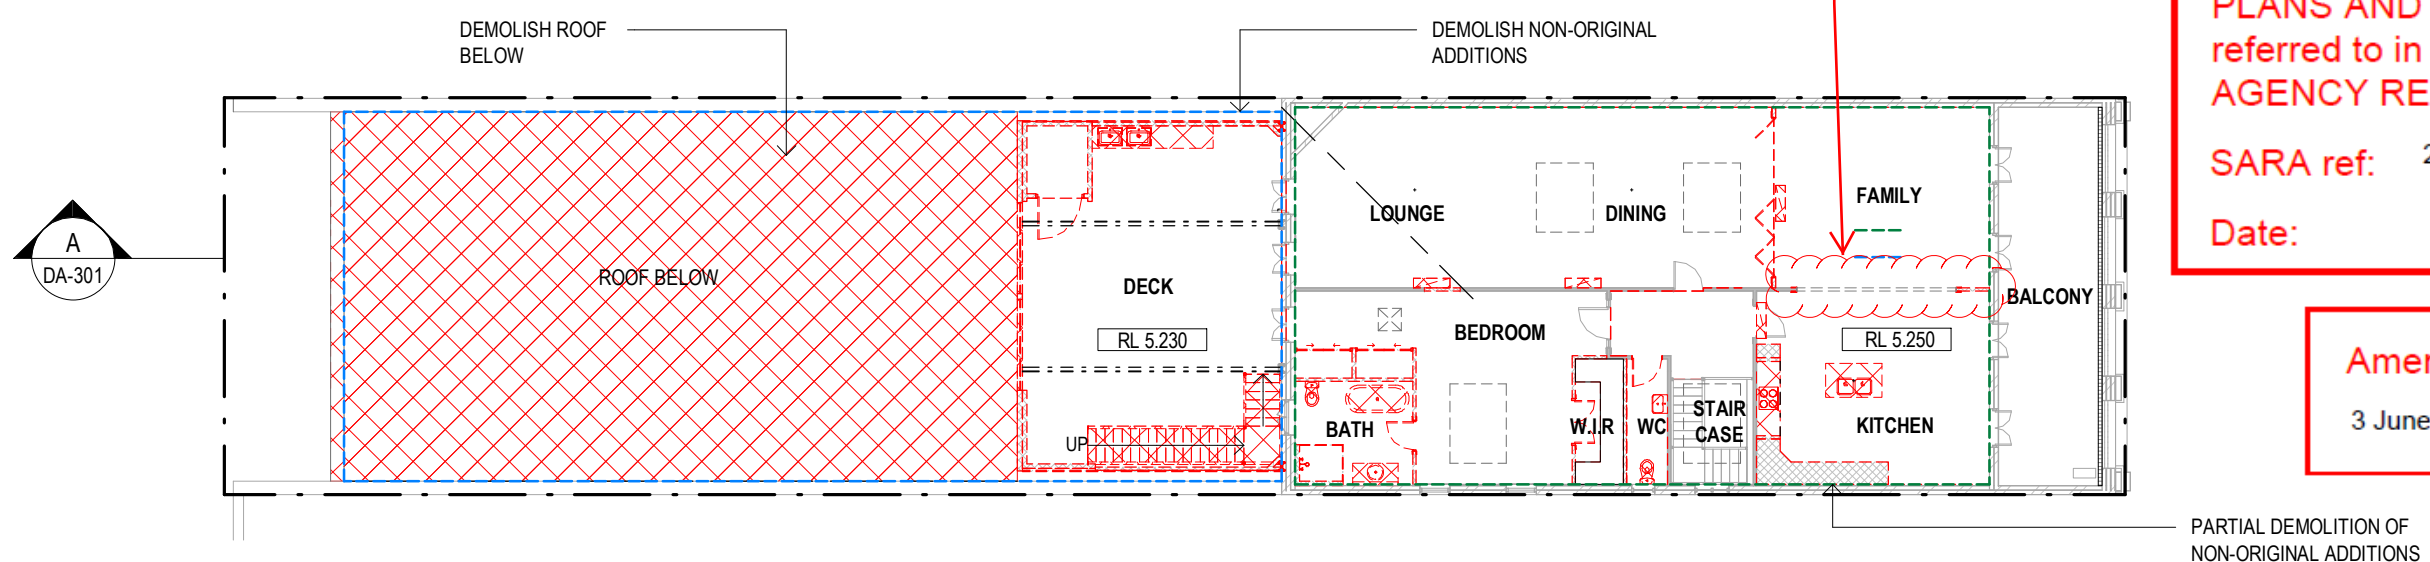 DEMOLISH ROOF
BELOW
DEMOLISH NON-ORIGINAL
ADDITIONS
PLANS AND
referred to in
AGENCY RE
SARA ref:
Date:
A
DA-301
ROOF BELOW
DECK
RL 5.230
UP
LOUNGE
DINING
FAMILY
BALCONY
BEDROOM
RL 5.250
BATH
W.I.R
WC
STAIR
CASE
KITCHEN
Amer
3 June
PARTIAL DEMOLITION OF
NON-ORIGINAL ADDITIONS